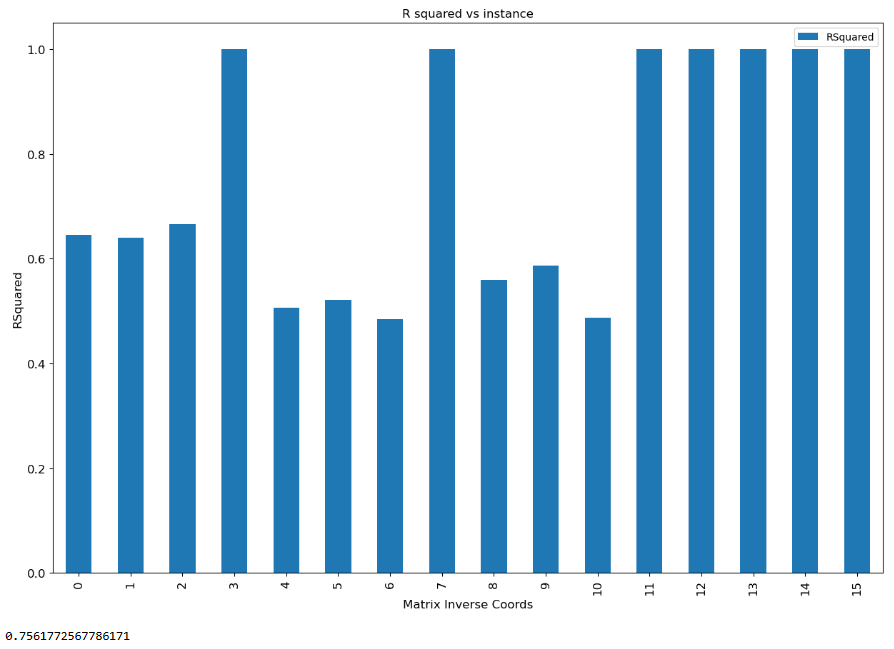 R squared vs instance
RSquared
1.0
0.8
0.6
0.4
0.2
0.0
RSquared
0 1 2 3 4 5 6 7 8 9 10 11 12 13 14 15
Matrix Inverse Coords
0.7561772567786171